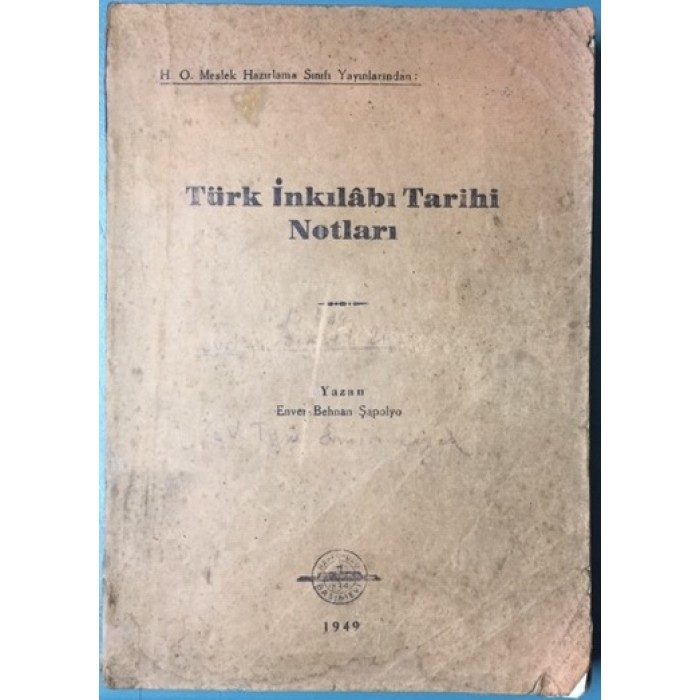 H. O. Meslek Hazırlama Sınıfı Yayınlarından:
Türk İnkılâbı Tarihi
Notları
Yazan
Enver Behnan Şapolyo
1949